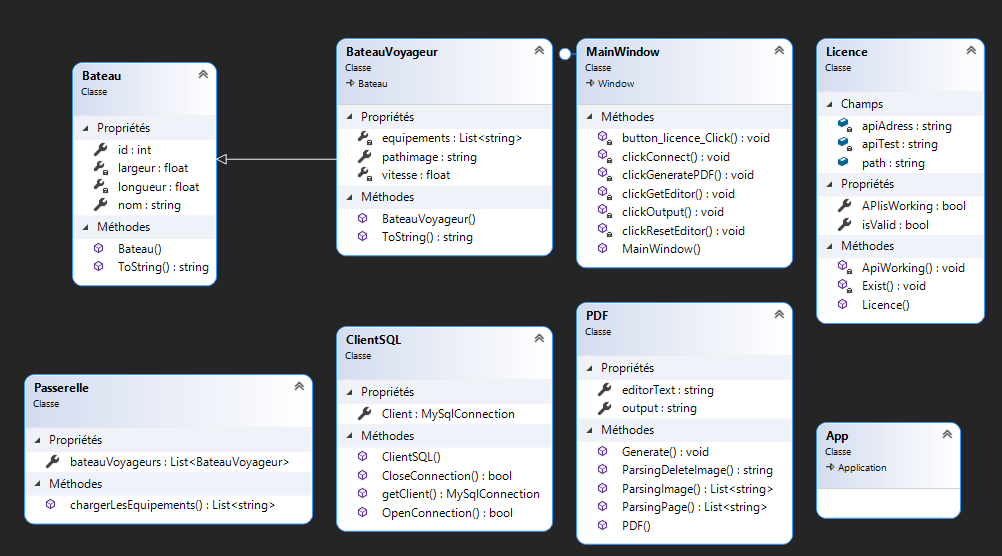 Bateau
Classe
Propriétés
id : int
largeur : float
longueur : float
nom : string
Méthodes
Bateau()
ToString() : string
BateauVoyageur
Classe
Bateau
Propriétés
equipements : List<string>
pathimage : string
vitesse : float
Méthodes
BateauVoyageur()
ToString() : string
MainWindow
Classe
Window
Méthodes
button_licence_Click() : void
clickConnect() : void
clickGeneratePDF() : void
clickGetEditor() : void
clickOutput() : void
clickResetEditor() : void
MainWindow()
Licence
Classe
Champs
apiAdress : string
apiTest : string
path : string
Propriétés
APIisWorking : bool
isValid : bool
Méthodes
ApiWorking() : void
Exist() : void
Licence()
Passerelle
Classe
Propriétés
bateauVoyageurs : List<BateauVoyageur>
Méthodes
chargerLesEquipements() : List<string>
ClientSQL
Classe
Propriétés
Client : MySqlConnection
Méthodes
ClientSQL()
CloseConnection() : bool
getClient() : MySqlConnection
OpenConnection() : bool
PDF
Classe
Propriétés
editorText : string
output : string
Méthodes
Generate() : void
ParsingDeleteImage() : string
ParsingImage() : List<string>
ParsingPage() : List<string>
PDF()
App
Classe
Application